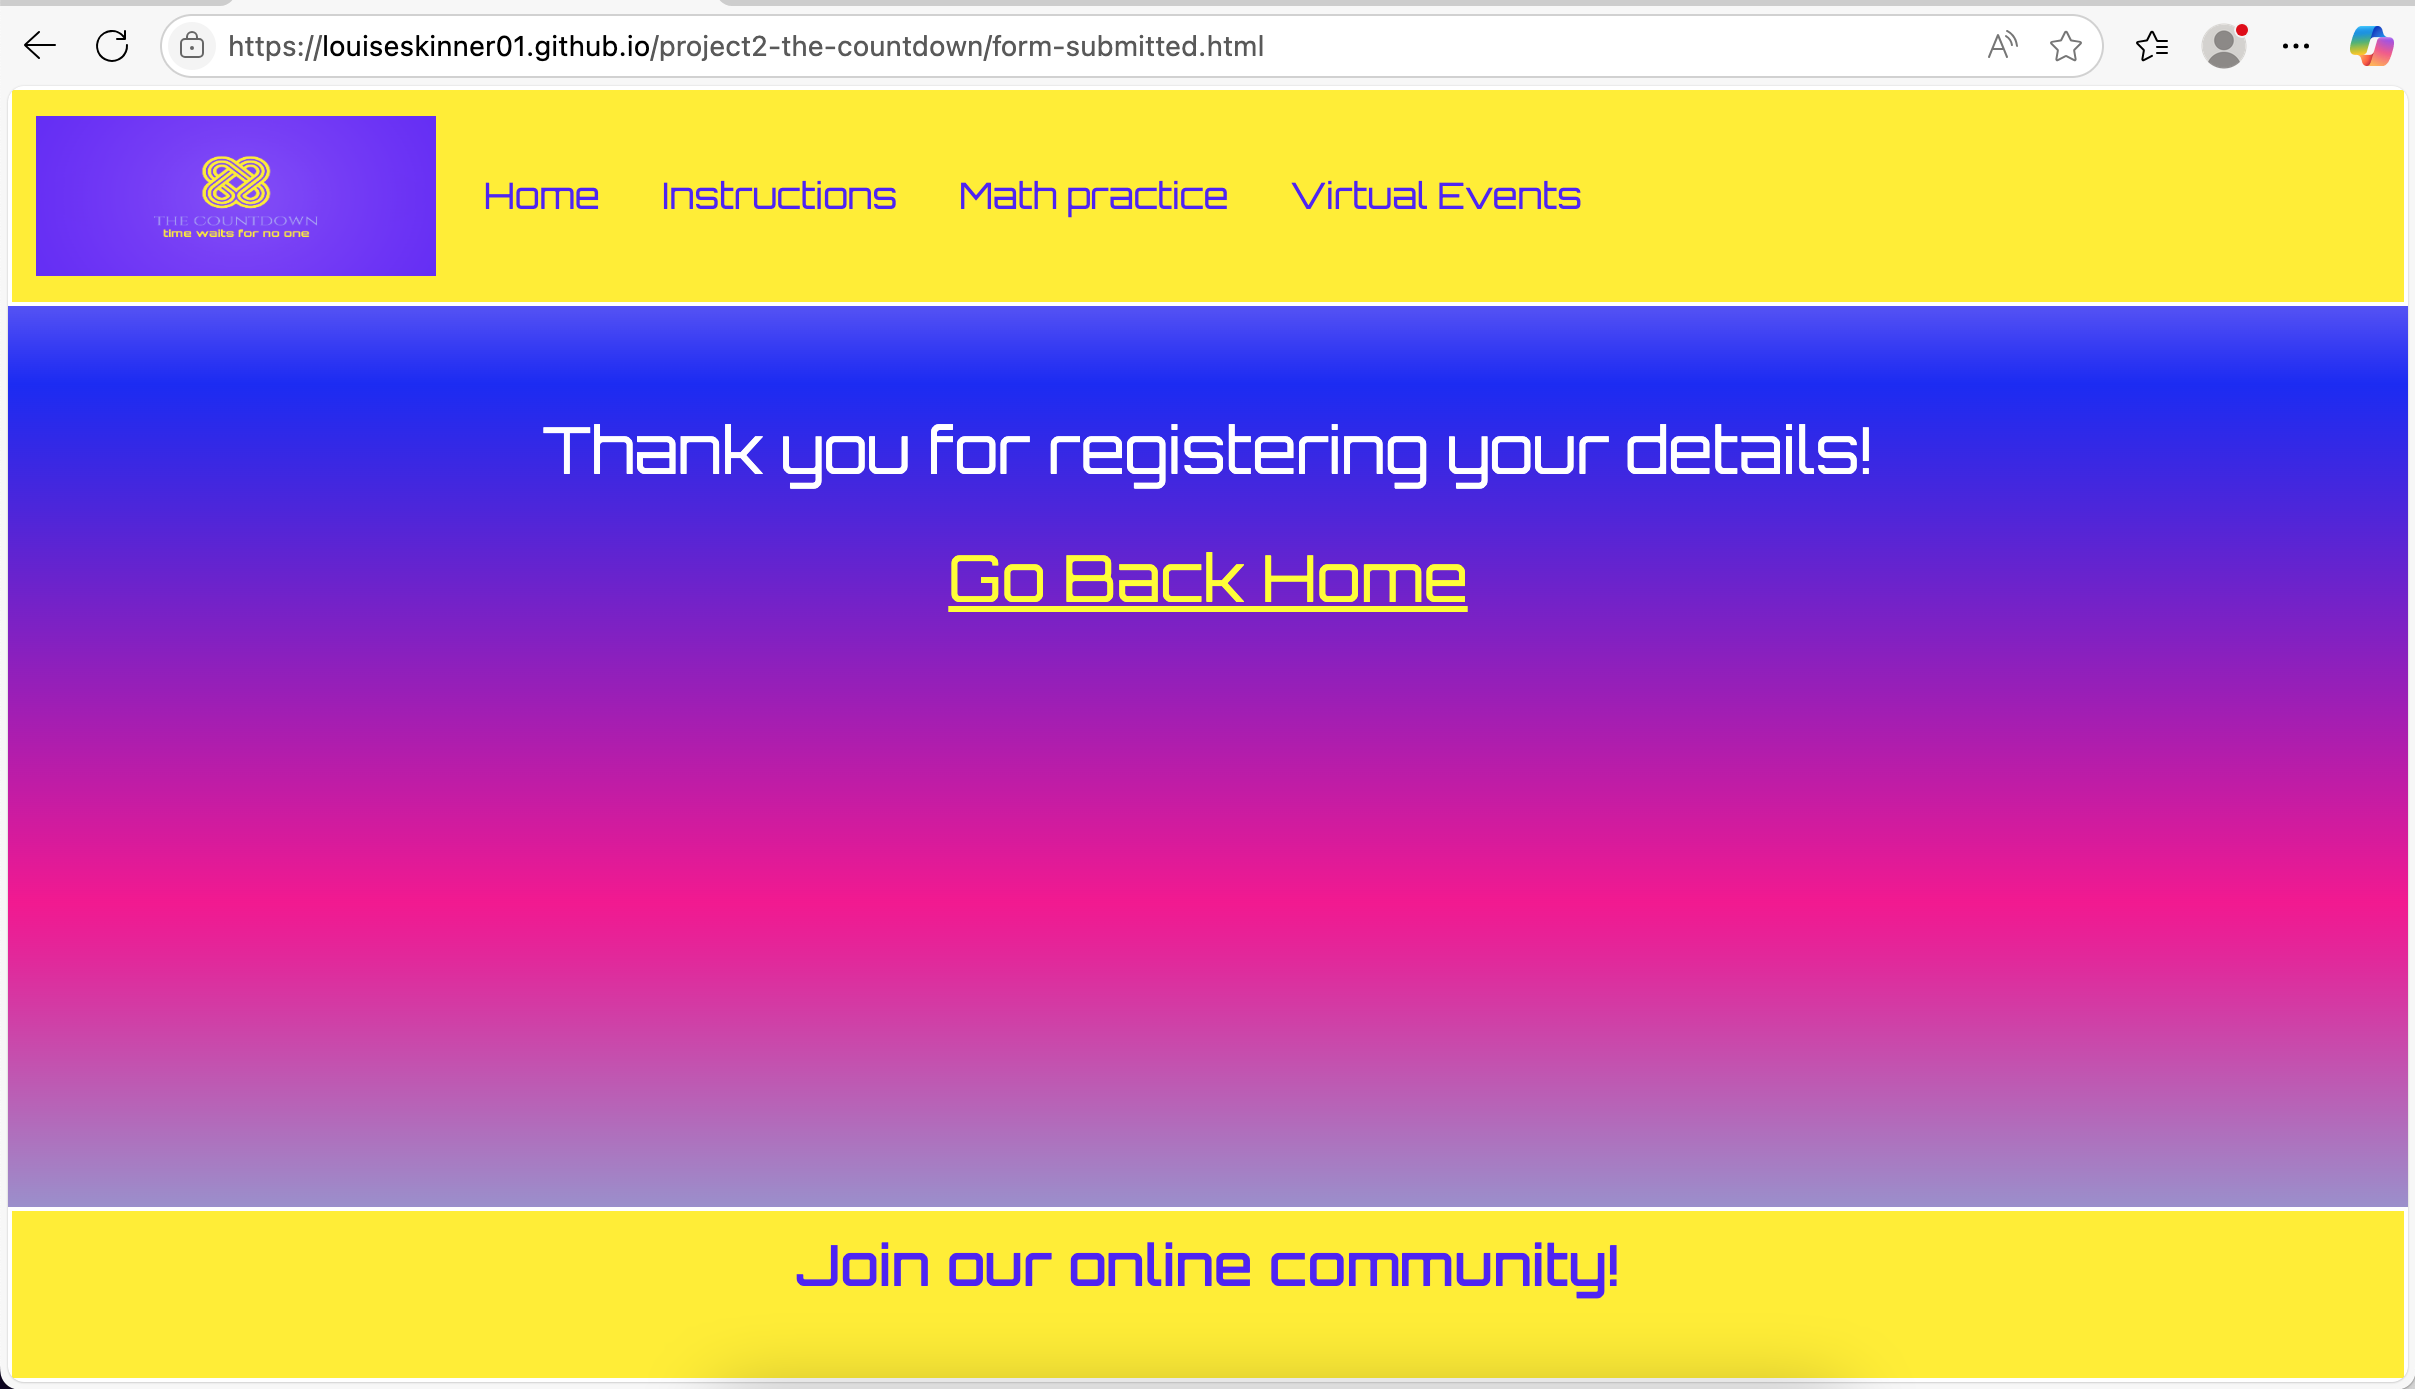 https://louiseskinner01.github.io/project2-the-countdown/form-submitted.html
THE COUNTDOWN
time waits for no one
Home Instructions Math practice Virtual Events
Thank you for registering your details!
Go Back Home
Join our online community!